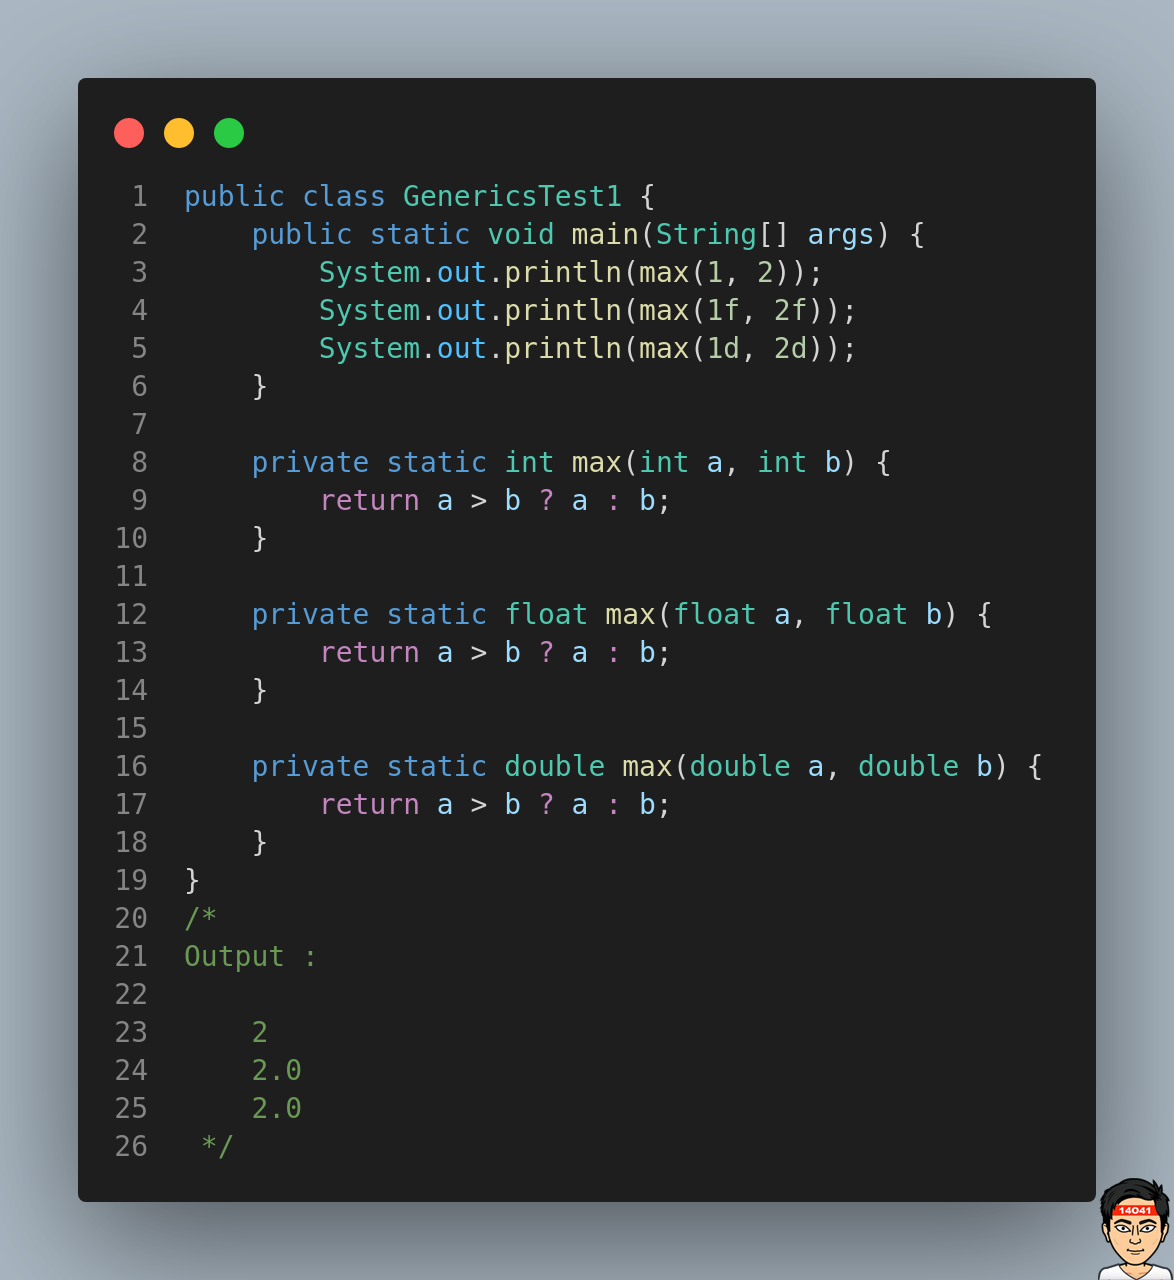 1 public class GenericsTest1 {
2     public static void main(String[] args) {
3         System.out.println(max(1, 2));
4         System.out.println(max(1f, 2f));
5         System.out.println(max(1d, 2d));
6     }
7
8     private static int max(int a, int b) {
9         return a > b ? a : b;
10     }
11
12     private static float max(float a, float b) {
13         return a > b ? a : b;
14     }
15
16     private static double max(double a, double b) {
17         return a > b ? a : b;
18     }
19 }
20 /*
21 Output :
22
23     2
24     2.0
25     2.0
26  */
14041